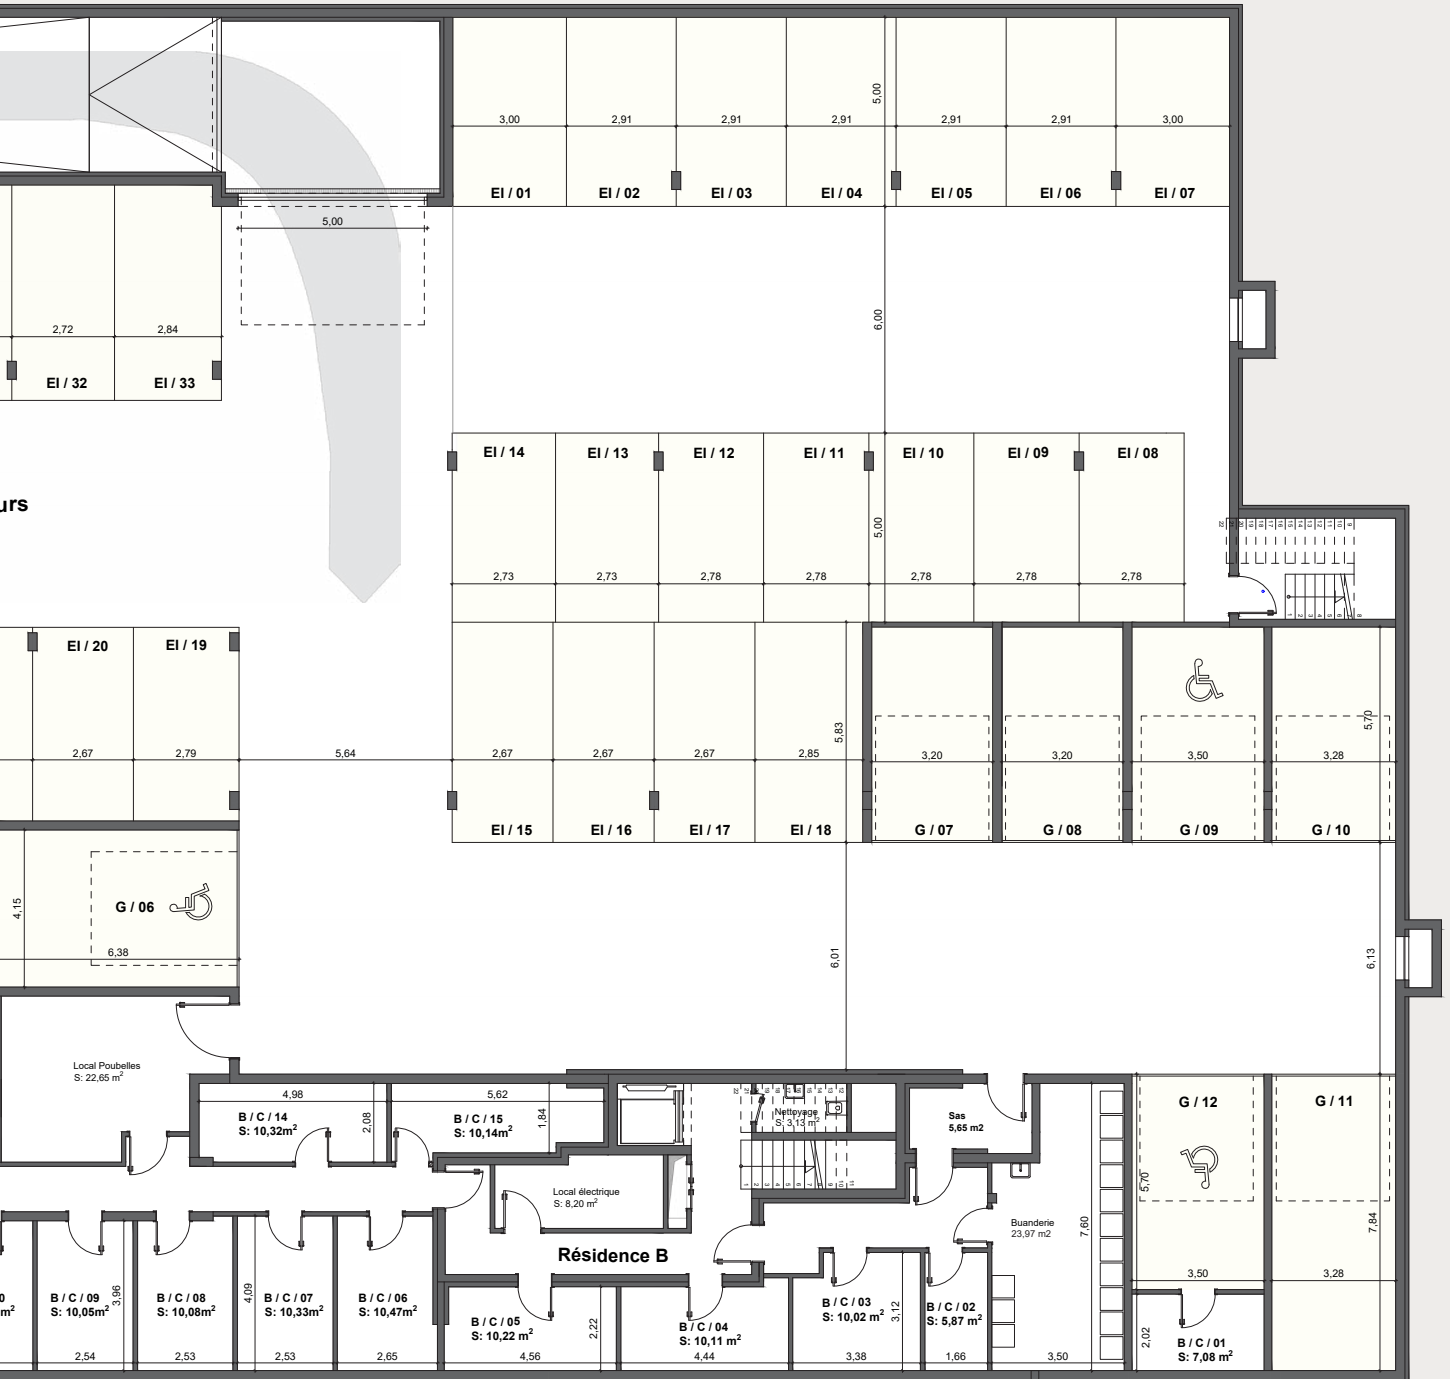 3,00
2,91
2,91
2,91
2,91
2,91
3,00
5,00
EI / 01
EI / 02
EI / 03
EI / 04
EI / 05
EI / 06
EI / 07
5,00
6,00
2,72
2,84
EI / 32
EI / 33
EI / 14
EI / 13
EI / 12
EI / 11
EI / 10
EI / 09
EI / 08
urs
5,00
2,73
2,73
2,78
2,78
2,78
2,78
2,78
EI / 20
EI / 19
2,67
2,79
5,64
2,67
2,67
2,67
2,85
5,83
3,20
3,20
3,50
3,28
5,70
EI / 15
EI / 16
EI / 17
EI / 18
G / 07
G / 08
G / 09
G / 10
4,15
G / 06
6,38
6,01
6,13
Local Poubelles
S: 22,65 m²
4,98
5,62
B / C / 14
S: 10,32m²
2,08
B / C / 15
S: 10,14m²
1,84
Nettoyage
S: 3,13 m²
Sas
5,65 m2
G / 12
G / 11
5,70
Local électrique
S: 8,20 m²
Résidence B
Buanderie
23,97 m2
7,60
7,84
3,50
3,28
0
m²
B / C / 09
S: 10,05m²
3,96
B / C / 08
S: 10,08m²
4,09
B / C / 07
S: 10,33m²
B / C / 06
S: 10,47m²
B / C / 05
S: 10,22 m²
2,22
B / C / 04
S: 10,11 m²
B / C / 03
S: 10,02 m²
3,12
B / C / 02
S: 5,87 m²
2,02
B / C / 01
S: 7,08 m²
2,54
2,53
2,53
2,65
4,56
4,44
3,38
1,66
3,50